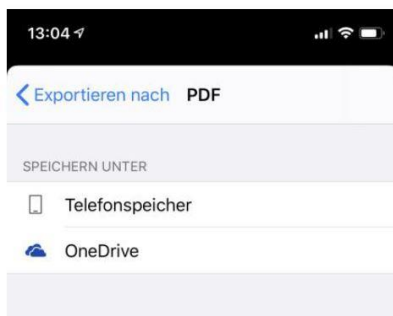 13:04
Exportieren nach PDF
SPEICHERN UNTER
Telefonspeicher
OneDrive